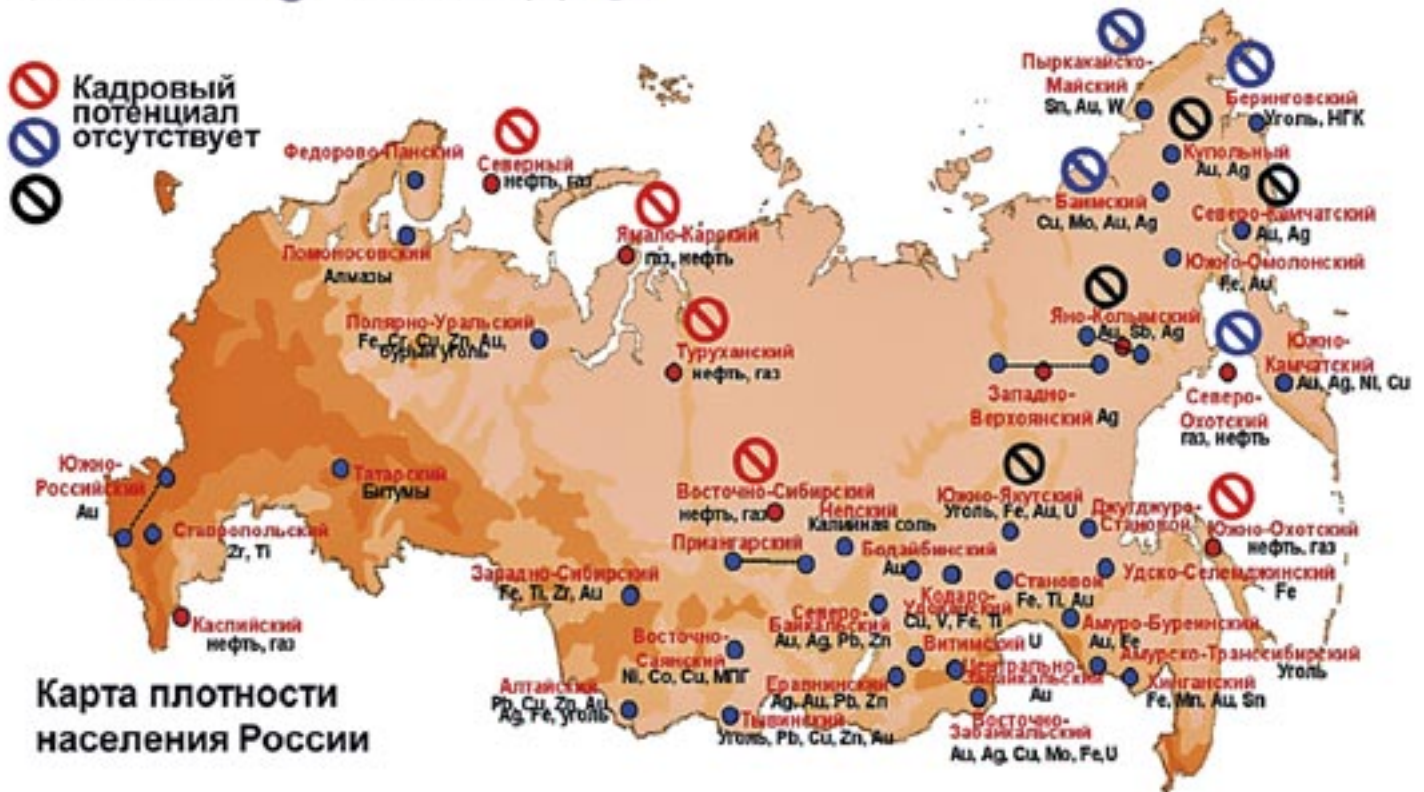 Кадровый
потенциал
отсутствует
Пыркакайско-
Майский
Sn, Au, W
Беринговский
Уголь, НГК
Федорово-Панский
Северный
нефть, газ
Купольный
Au, Ag
Баимский
Cu, Mo, Au, Ag
Северо-Камчатский
Au, Ag
Ямало-Карский
газ, нефть
Ломоносовский
Алмазы
Южно-Омолонский
Fe, Au
Полярно-Уральский
Fe, Cr, Cu, Zn, Au,
бурый уголь
Яно-Колымский
Au, Sb, Ag
Туруханский
нефть, газ
Южно-
Камчатский
Au, Ag, NI, Cu
Западно-
Верхоянский Ag
Северо-
Охотский
газ, нефть
Южно-
Российский
Au
Татарский
Битумы
Восточно-Сибирский
нефть, газ
Непский
Калийная соль
Южно-Якутский
Уголь, Fe, Au, U
Джугджуро-
Становой
Южно-Охотский
нефть, газ
Ставропольский
Zr, Ti
Приангарский
Бодайбинский
Au
Удско-Селемджинский
Fe
Зарадно-Сибирский
Fe, Ti, Zr, Au
Становой
Fe, Ti, Au
Кодаро-
Удоканский
Cu, V, Fe, Ti
Северо-
Байкальский
Au, Ag, Pb, Zn
Амуро-Буреинский
Au, Fe
Каспийский
нефть, газ
Восточно-
Саянский
Ni, Co, Cu, МПГ
Витимский U
Амурско-Транссибирский
Уголь
Центрально-
Забайкальский
Au
Хинганский
Fe, Mn, Au, Sn
Алтайский
Pb, Cu, Zn, Au
Ag, Fe, уголь
Еравнинский
Ag, Au, Pb, Zn
Тывинский
Уголь, Pb, Cu, Zn, Au
Восточно-
Забайкальский
Au, Ag, Cu, Mo, Fe,U
Карта плотности
населения России